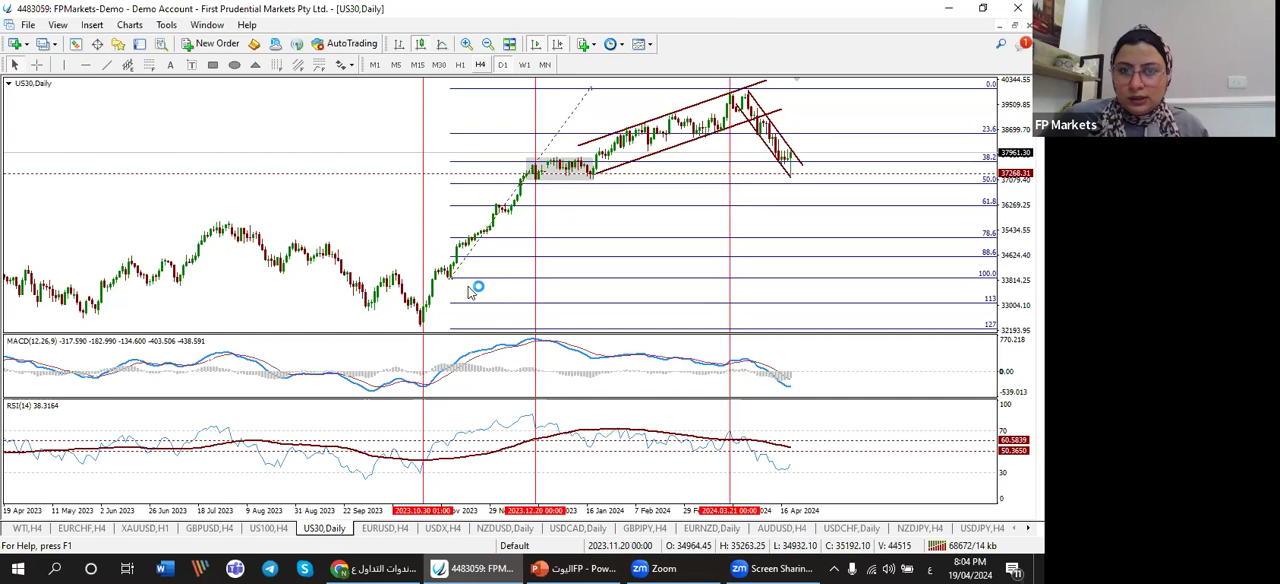 4483059: FPMarkets-Demo - Demo Account - First Prudential Markets Pty Ltd. - [US30,Daily]
File View Insert Charts Tools Window Help
New Order AutoTrading 1
A T M1 M5 M15 M30 H1 H4 D1 W1 MN
US30,Daily
40344.55
0.0
39509.85
23.6
38699.70
38.2
37961.30
37268.31
50.0
37079.40
61.8
36269.25
78.6
35434.55
88.6
34624.40
100.0
33814.25
113
33004.10
127
32193.95
MACD(12,26,9) -317.590 -182.990 -134.600 -403.506 -438.591
770.218
0.00
-539.013
RSI(14) 38.3164
100
70
60.5839
50.3650
30
0
19 Apr 2023 11 May 2023 2 Jun 2023 26 Jun 2023 18 Jul 2023 9 Aug 2023 31 Aug 2023 22 Sep 2023 2023.10.30 01:00 2023 29 N 2023.12.20 00:00 16 Jan 2024 7 Feb 2024 29 F 2024.03.21 00:00 16 Apr 2024
WTI,H4 EURCHF,H4 XAUUSD,H1 GBPUSD,H4 US100,H4 US30,Daily EURUSD,H4 USDX,H4 NZDUSD,Daily USDCAD,Daily GBPJPY,H4 EURNZD,Daily AUDUSD,H4 USDCHF,Daily NZDJPY,H4 USDJPY,H4
For Help, press F1 Default 2023.11.20 00:00 O: 34964.45 H: 35263.25 L: 34932.10 C: 35192.10 V: 44515 68672/14 kb
4483059: FPM... Zoom Screen Sharin... ع 8:04 PM
19/04/2024
FP Markets